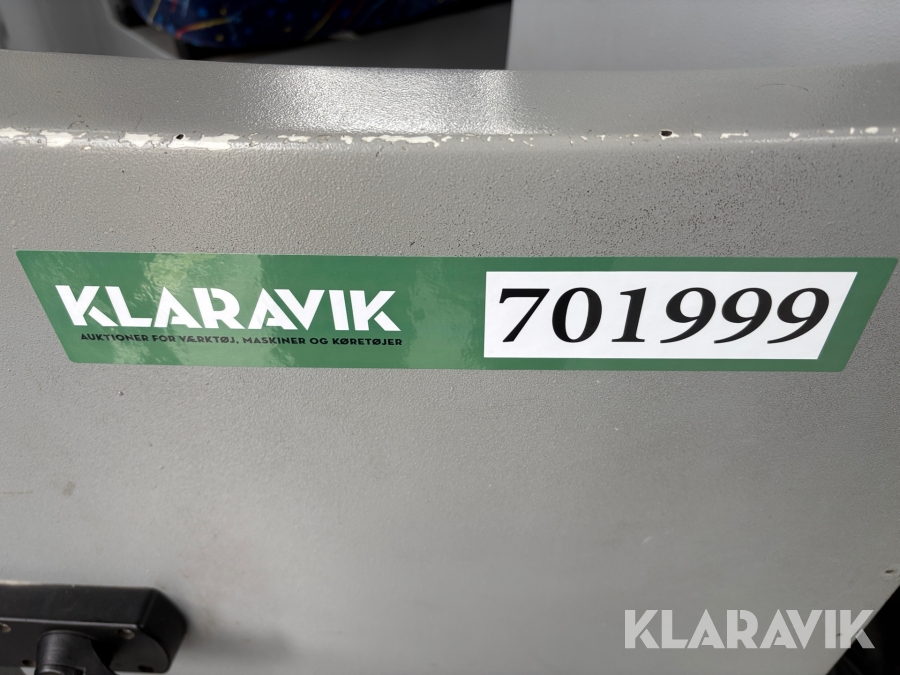 KLARAVIK
AUKTIONER FOR VÆRKTØJ, MASKINER OG KØRETØJER
701999
KLARAVIK